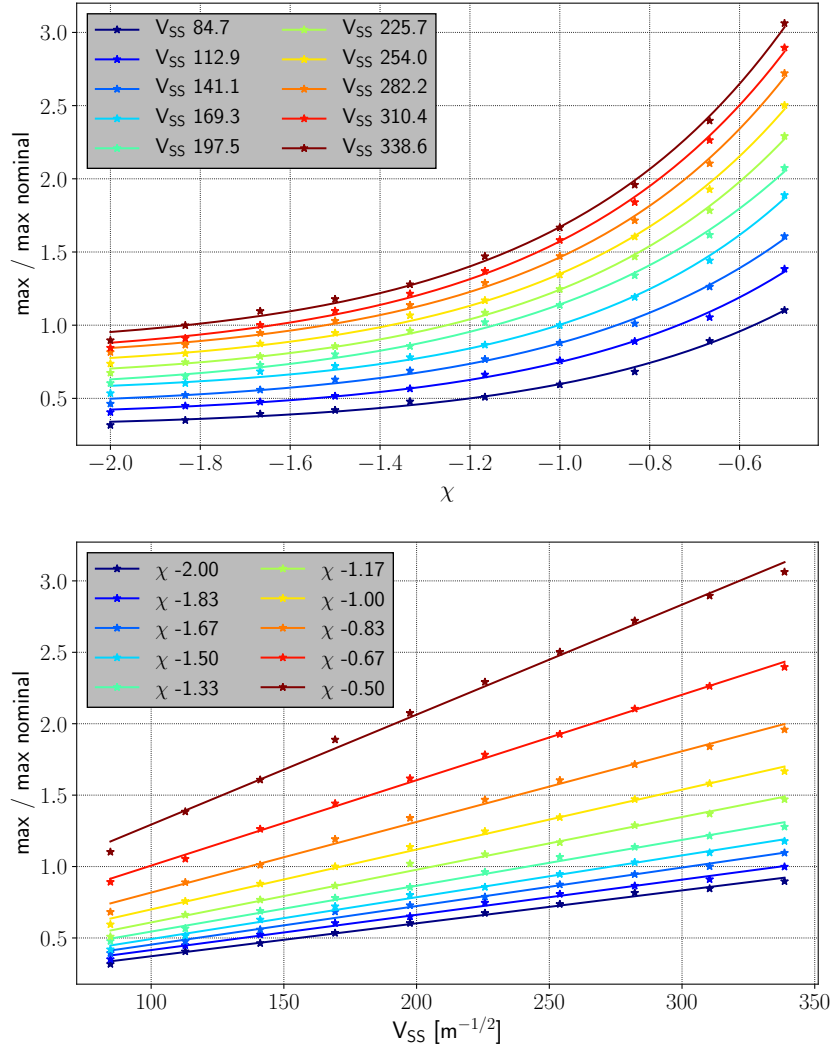 3.0
2.5
2.0
1.5
1.0
0.5
max / max nominal
V_SS 84.7
V_SS 112.9
V_SS 141.1
V_SS 169.3
V_SS 197.5
V_SS 225.7
V_SS 254.0
V_SS 282.2
V_SS 310.4
V_SS 338.6
−2.0 −1.8 −1.6 −1.4 −1.2 −1.0 −0.8 −0.6
χ
3.0
2.5
2.0
1.5
1.0
0.5
max / max nominal
χ -2.00
χ -1.83
χ -1.67
χ -1.50
χ -1.33
χ -1.17
χ -1.00
χ -0.83
χ -0.67
χ -0.50
100 150 200 250 300 350
V_SS [m^{−1/2}]